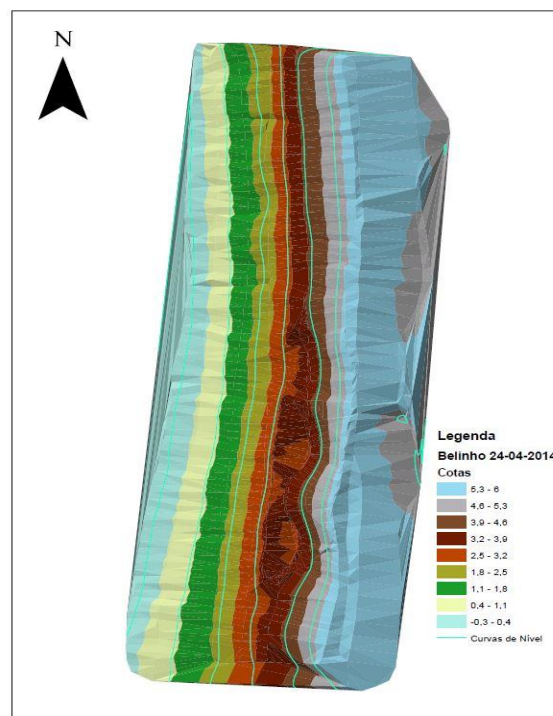 N
Legenda
Belinho 24-04-2014
Cotas
5,3 - 6
4,6 - 5,3
3,9 - 4,6
3,2 - 3,9
2,5 - 3,2
1,8 - 2,5
1,1 - 1,8
0,4 - 1,1
-0,3 - 0,4
Curvas de Nível